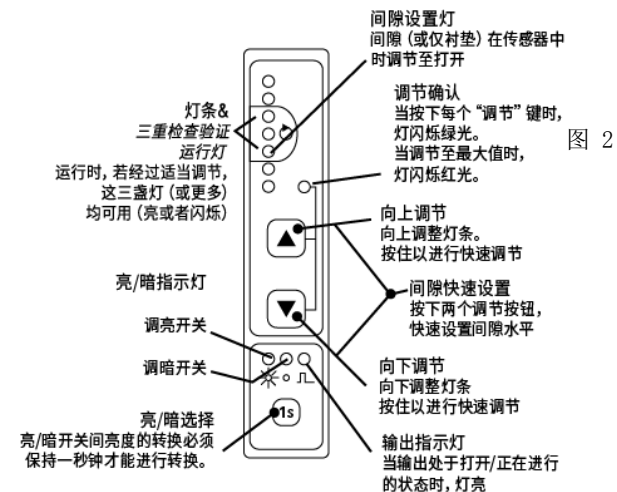 间隙设置灯
间隙（或仅衬垫）在传感器中
时调节至打开
调节确认
当按下每个“调节”键时，
灯闪烁绿光。
当调节至最大值时，
灯闪烁红光。
图 2
灯条&
三重检查验证
运行灯
运行时，若经过适当调节，
这三盏灯（或更多）
均可用（亮或者闪烁）
向上调节
向上调整灯条。
按住以进行快速调节
亮/暗指示灯
间隙快速设置
按下两个调节按钮，
快速设置间隙水平
调亮开关
调暗开关
向下调节
向下调整灯条
按住以进行快速调节
1s
亮/暗选择
亮/暗开关间亮度的转换必须
保持一秒钟才能进行转换。
输出指示灯
当输出处于打开/正在进行
的状态时，灯亮